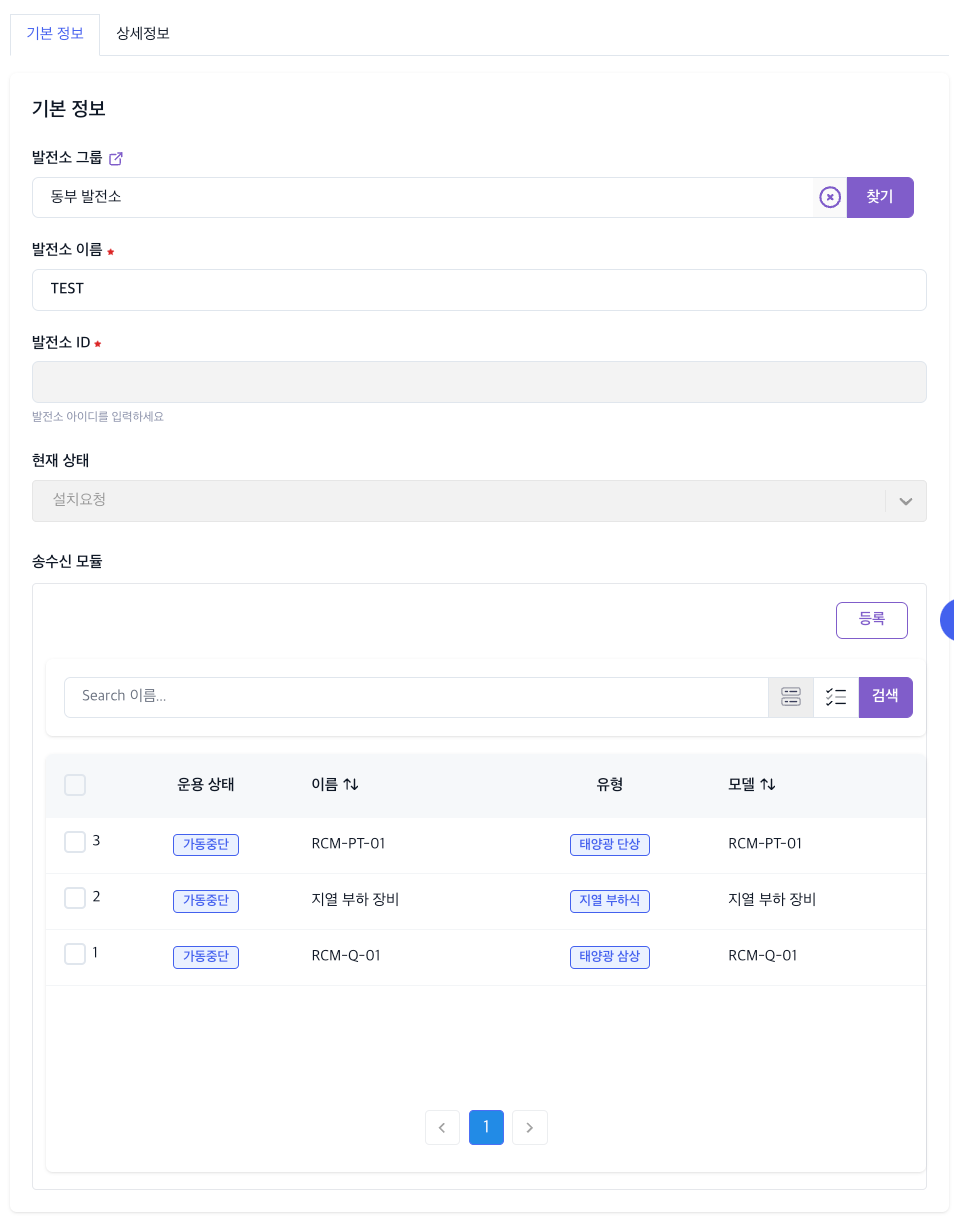 기본 정보 상세정보
기본 정보
발전소 그룹
동부 발전소 찾기
발전소 이름
TEST
발전소 ID
발전소 아이디를 입력하세요
현재 상태
설치요청
송수신 모듈
등록
Search 이름... 검색
운용 상태 이름 유형 모델
3 가동중단 RCM-PT-01 태양광 단상 RCM-PT-01
2 가동중단 지열 부하 장비 지열 부하식 지열 부하 장비
1 가동중단 RCM-Q-01 태양광 삼상 RCM-Q-01
1